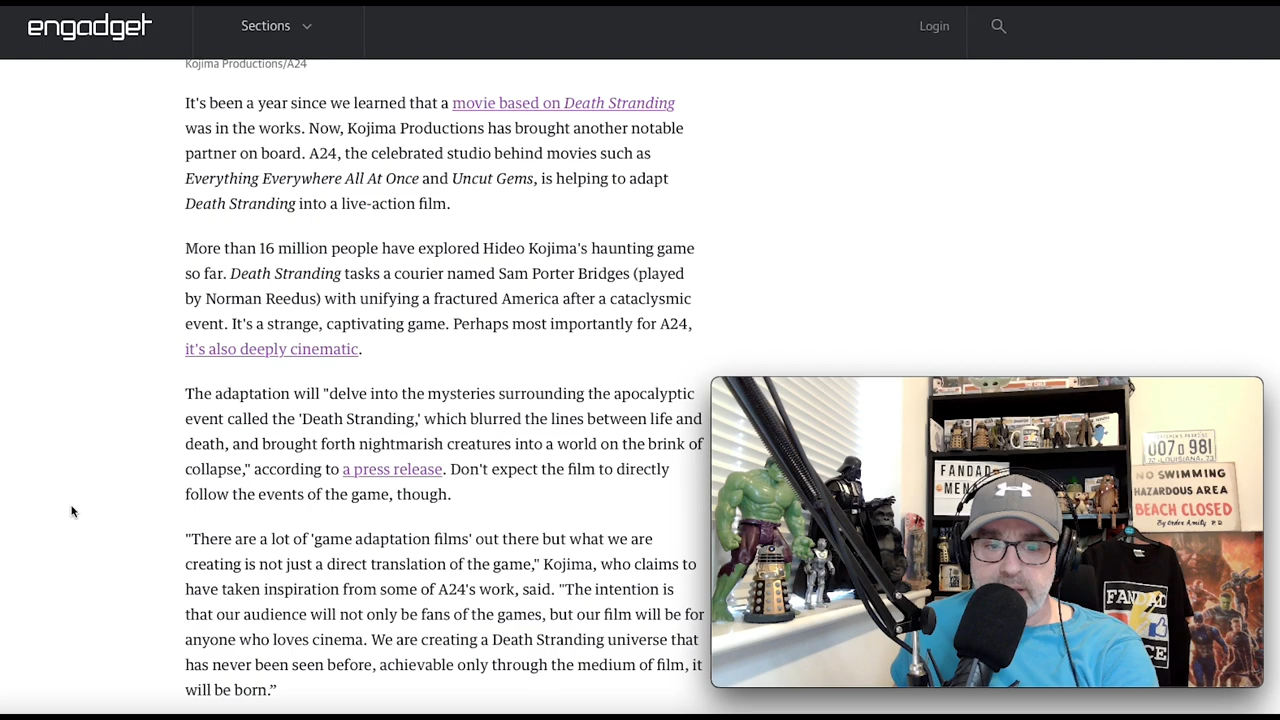 engadget
Sections
Login
Kojima Productions/A24
It's been a year since we learned that a movie based on Death Stranding
was in the works. Now, Kojima Productions has brought another notable
partner on board. A24, the celebrated studio behind movies such as
Everything Everywhere All At Once and Uncut Gems, is helping to adapt
Death Stranding into a live-action film.
More than 16 million people have explored Hideo Kojima's haunting game
so far. Death Stranding tasks a courier named Sam Porter Bridges (played
by Norman Reedus) with unifying a fractured America after a cataclysmic
event. It's a strange, captivating game. Perhaps most importantly for A24,
it's also deeply cinematic.
The adaptation will "delve into the mysteries surrounding the apocalyptic
event called the 'Death Stranding,' which blurred the lines between life and
death, and brought forth nightmarish creatures into a world on the brink of
collapse," according to a press release. Don't expect the film to directly
follow the events of the game, though.
"There are a lot of 'game adaptation films' out there but what we are
creating is not just a direct translation of the game," Kojima, who claims to
have taken inspiration from some of A24's work, said. "The intention is
that our audience will not only be fans of the games, but our film will be for
anyone who loves cinema. We are creating a Death Stranding universe that
has never been seen before, achievable only through the medium of film, it
will be born.”
FANDAD
MENA
007 981
NO SWIMMING
HAZARDOUS AREA
BEACH CLOSED
By Order Amity P.D
FANDAD